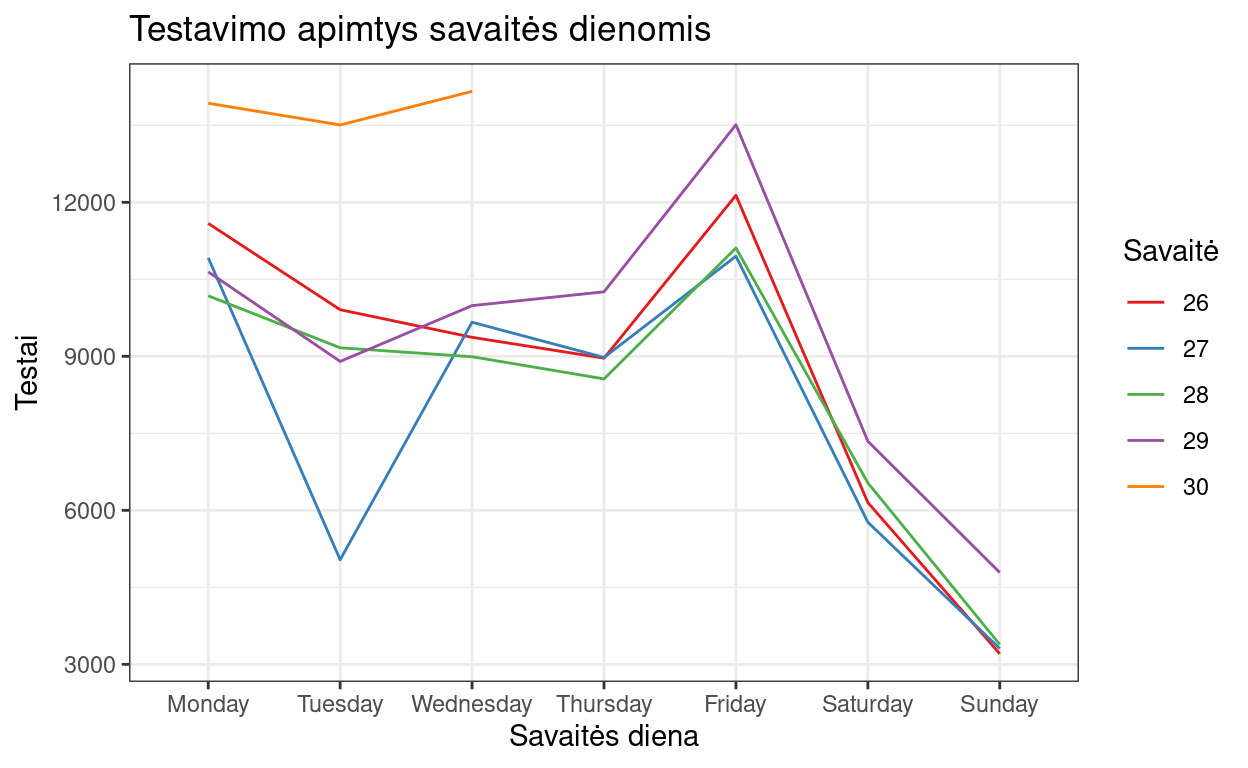 Testavimo apimtys savaitės dienomis
12000
9000
6000
3000
Testai
Monday Tuesday Wednesday Thursday Friday Saturday Sunday
Savaitės diena
Savaitė
26
27
28
29
30